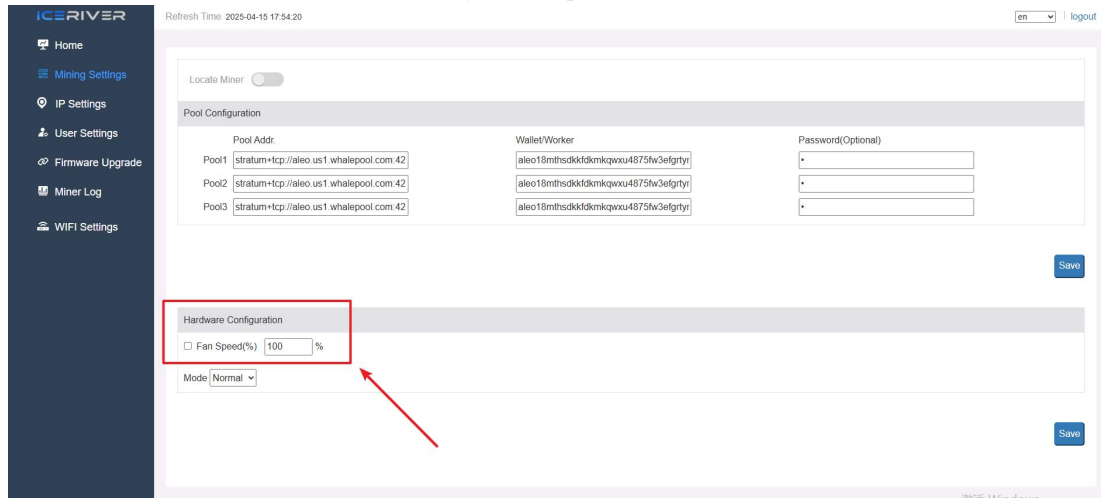 ICERIVER
Refresh Time 2025-04-15 17:54:20
en
logout
Home
Mining Settings
IP Settings
User Settings
Firmware Upgrade
Miner Log
WIFI Settings
Locate Miner
Pool Configuration
Pool Addr. Wallet/Worker Password(Optional)
Pool1 stratum+tcp://aleo.us1.whalepool.com:42 aleo18mthsdkkfdkmkqwxu4875fw3efgrtyr •
Pool2 stratum+tcp://aleo.us1.whalepool.com:42 aleo18mthsdkkfdkmkqwxu4875fw3efgrtyr •
Pool3 stratum+tcp://aleo.us1.whalepool.com:42 aleo18mthsdkkfdkmkqwxu4875fw3efgrtyr •
Save
Hardware Configuration
Fan Speed(%) 100 %
Mode Normal
Save